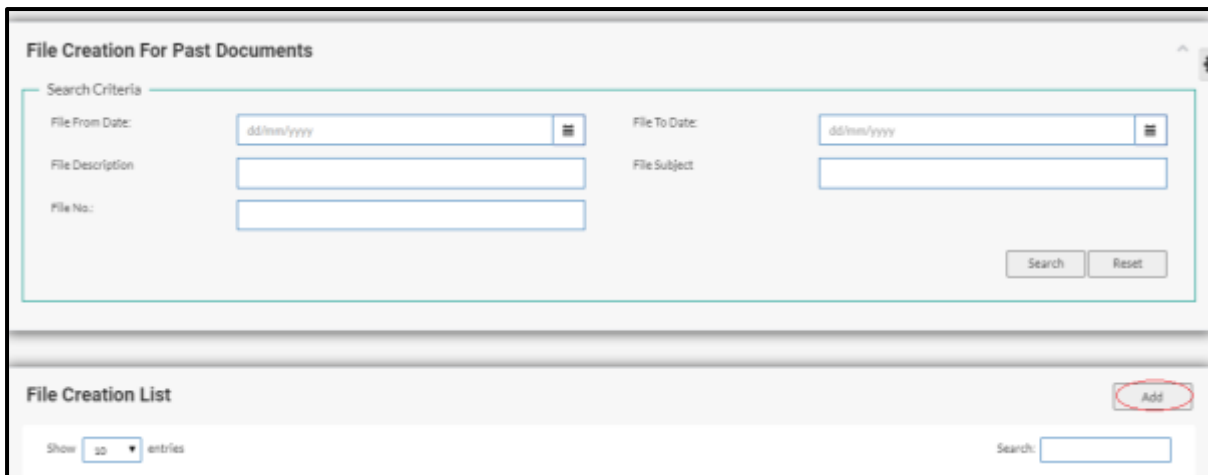 File Creation For Past Documents
Search Criteria
File From Date: dd/mm/yyyy File To Date: dd/mm/yyyy
File Description File Subject
File No.:
Search Reset
File Creation List Add
Show 10 entries Search: